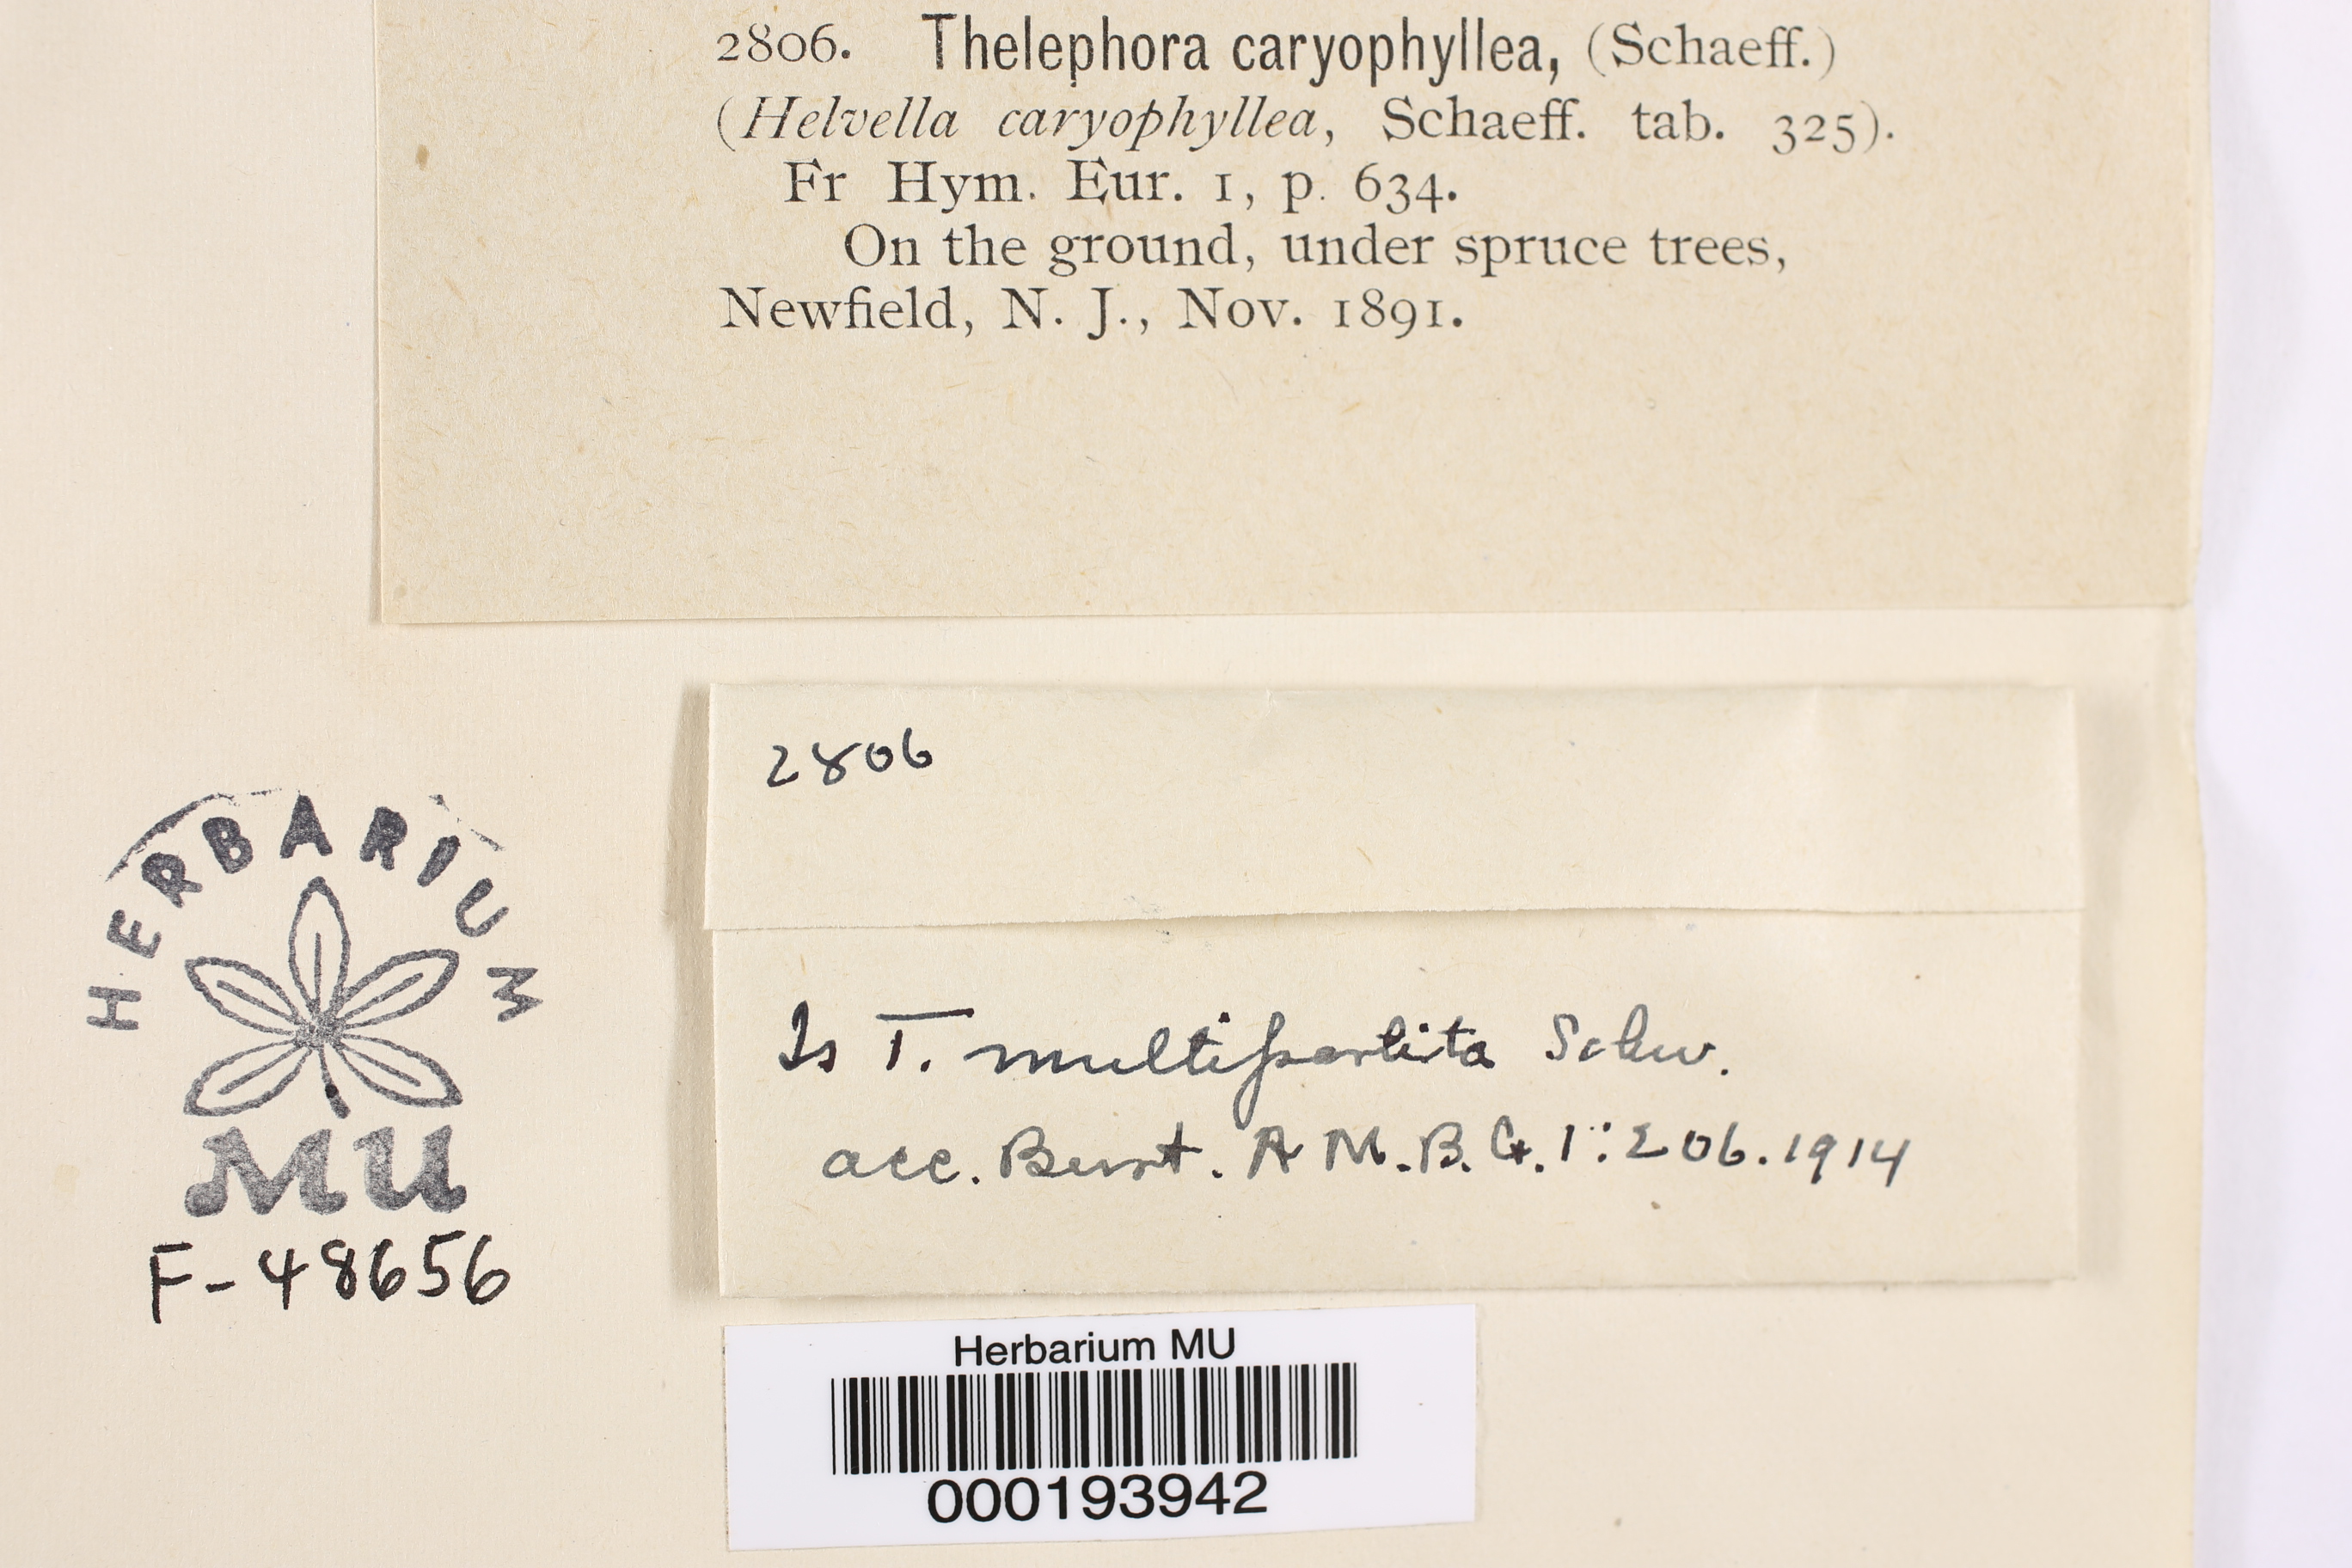 2806. Thelephora caryophyllea, (Schaeff.)
(Helvella caryophyllea, Schaeff. tab. 325).
Fr Hym. Eur. 1, p. 634.
On the ground, under spruce trees,
Newfield, N. J., Nov. 1891.
2806
Is T. multipartita Schw.
acc. Burt. A M.B.G. 1:206.1914
HERBARIUM
MU
F-48656
Herbarium MU
000193942